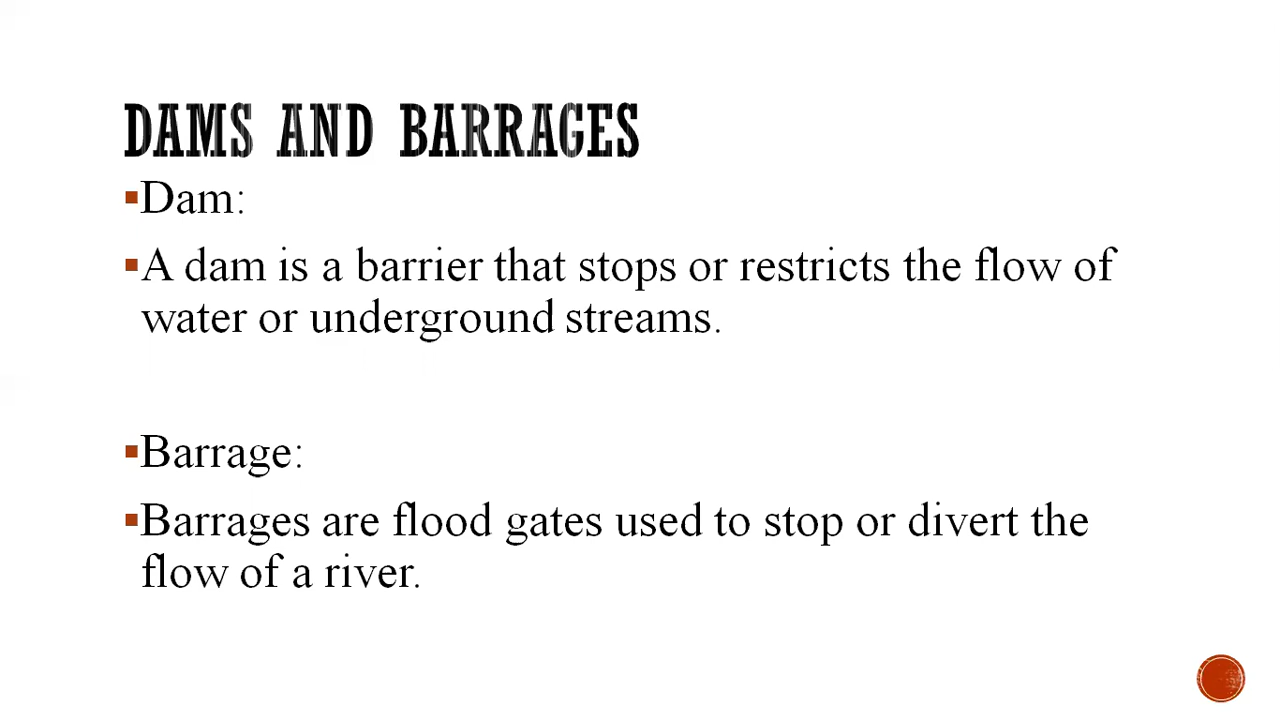 DAMS AND BARRAGES
▪Dam:
▪A dam is a barrier that stops or restricts the flow of
water or underground streams.
▪Barrage:
▪Barrages are flood gates used to stop or divert the
flow of a river.